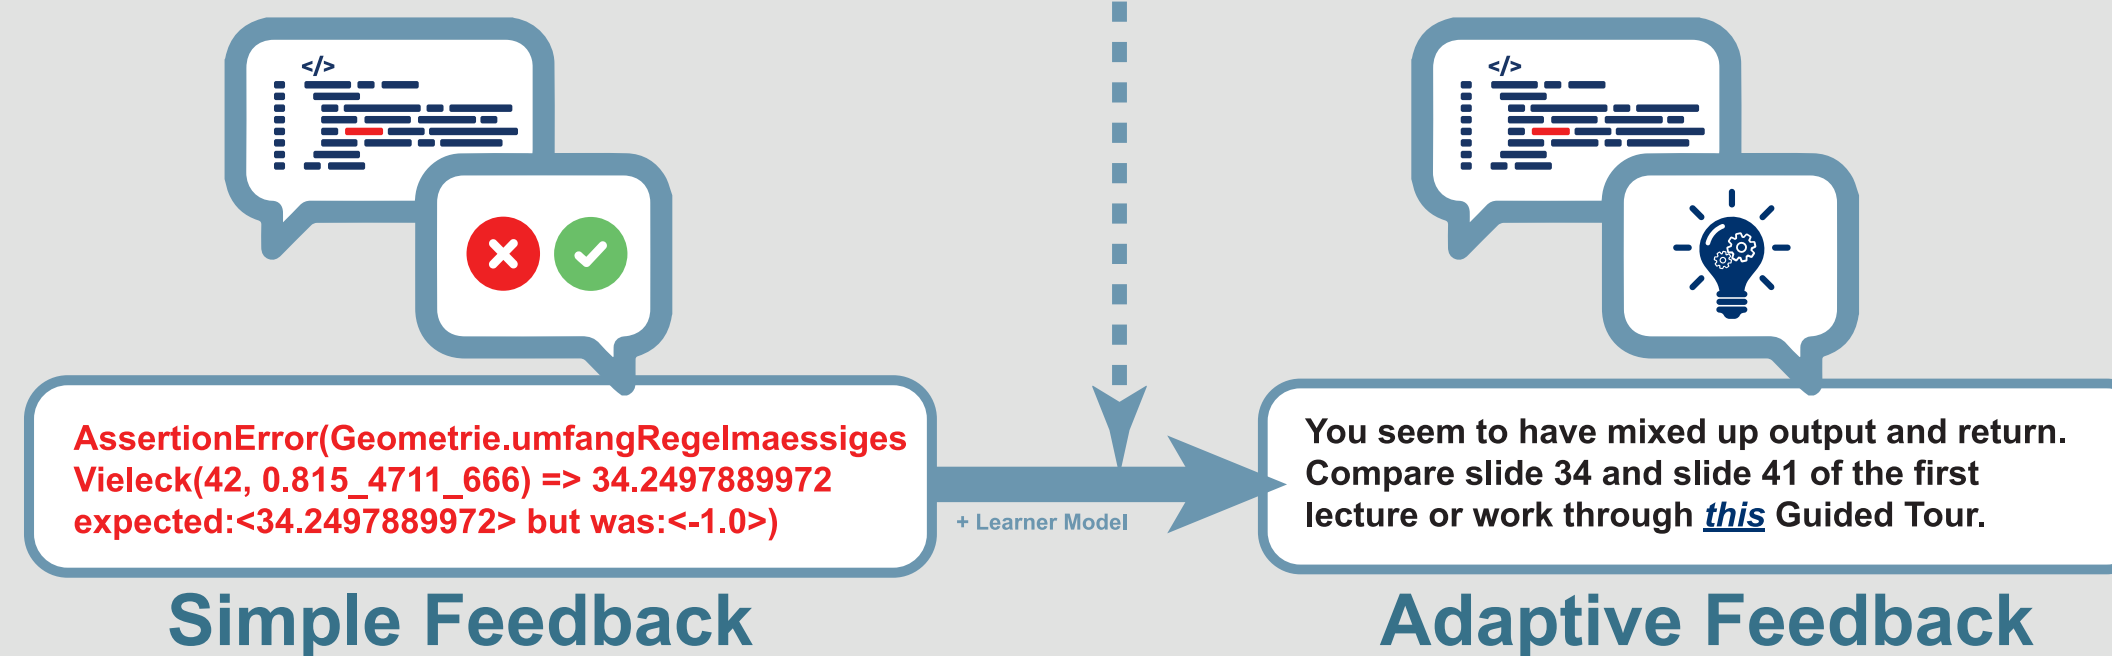 </>
AssertionError(Geometrie.umfangRegelmaessiges
Vieleck(42, 0.815_4711_666) => 34.2497889972
expected:<34.2497889972> but was:<-1.0>)
Simple Feedback
+ Learner Model
</>
You seem to have mixed up output and return.
Compare slide 34 and slide 41 of the first
lecture or work through this Guided Tour.
Adaptive Feedback